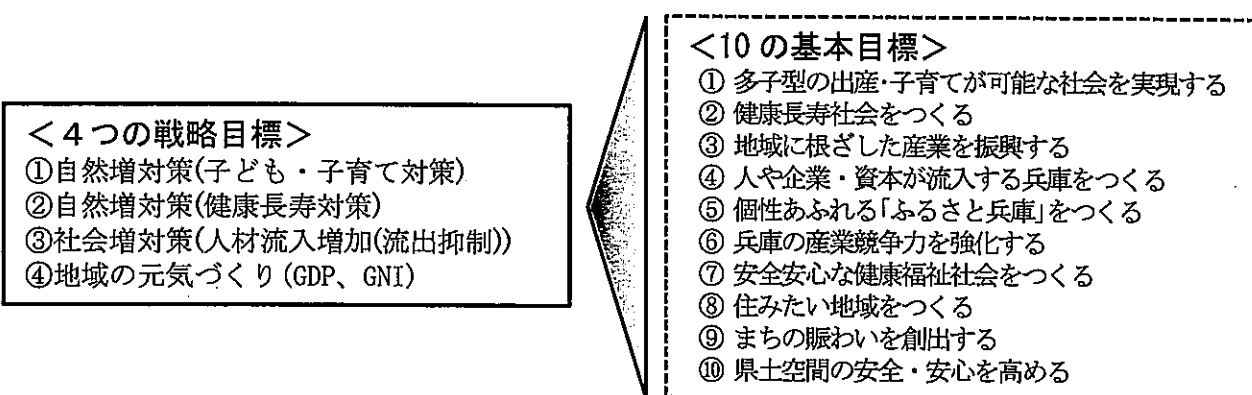 ＜４つの戦略目標＞
①自然増対策(子ども・子育て対策)
②自然増対策(健康長寿対策)
③社会増対策(人材流入増加(流出抑制))
④地域の元気づくり(GDP、GNI)
＜10の基本目標＞
① 多子型の出産・子育てが可能な社会を実現する
② 健康長寿社会をつくる
③ 地域に根ざした産業を振興する
④ 人や企業・資本が流入する兵庫をつくる
⑤ 個性あふれる「ふるさと兵庫」をつくる
⑥ 兵庫の産業競争力を強化する
⑦ 安全安心な健康福祉社会をつくる
⑧ 住みたい地域をつくる
⑨ まちの賑わいを創出する
⑩ 県土空間の安全・安心を高める